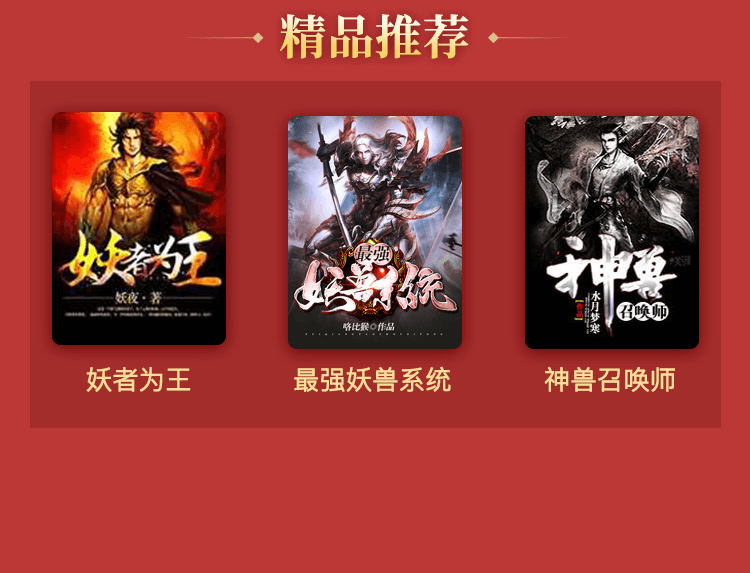 精品推荐
妖者为王
妖夜·著
最强
妖兽系统
咯比猴◎作品
神兽
召唤师
水月梦寒
妖者为王
最强妖兽系统
神兽召唤师